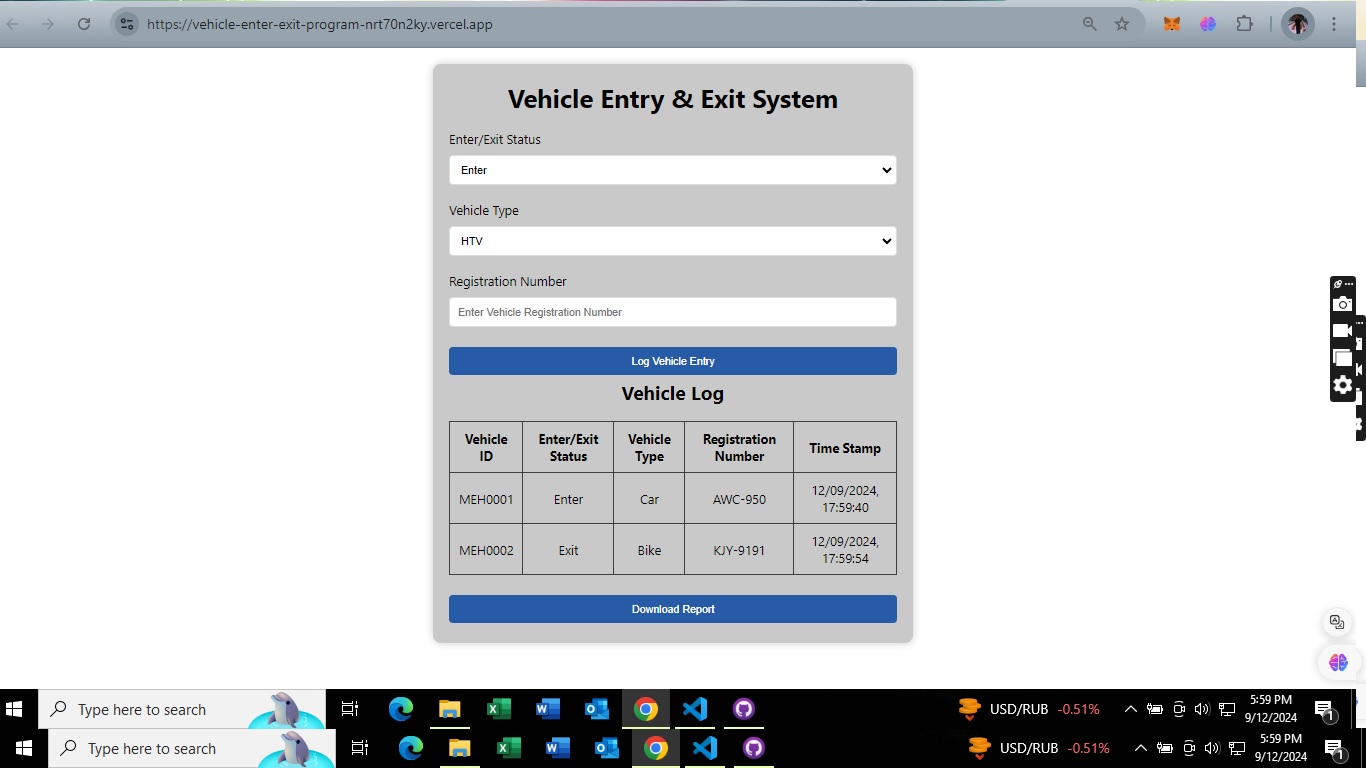 https://vehicle-enter-exit-program-nrt70n2ky.vercel.app
Vehicle Entry & Exit System
Enter/Exit Status
Enter
Vehicle Type
HTV
Registration Number
Enter Vehicle Registration Number
Log Vehicle Entry
Vehicle Log
Vehicle ID Enter/Exit Status Vehicle Type Registration Number Time Stamp
MEH0001 Enter Car AWC-950 12/09/2024, 17:59:40
MEH0002 Exit Bike KJY-9191 12/09/2024, 17:59:54
Download Report
Type here to search USD/RUB -0.51% 5:59 PM
9/12/2024 1
Type here to search USD/RUB -0.51% 5:59 PM
9/12/2024 1